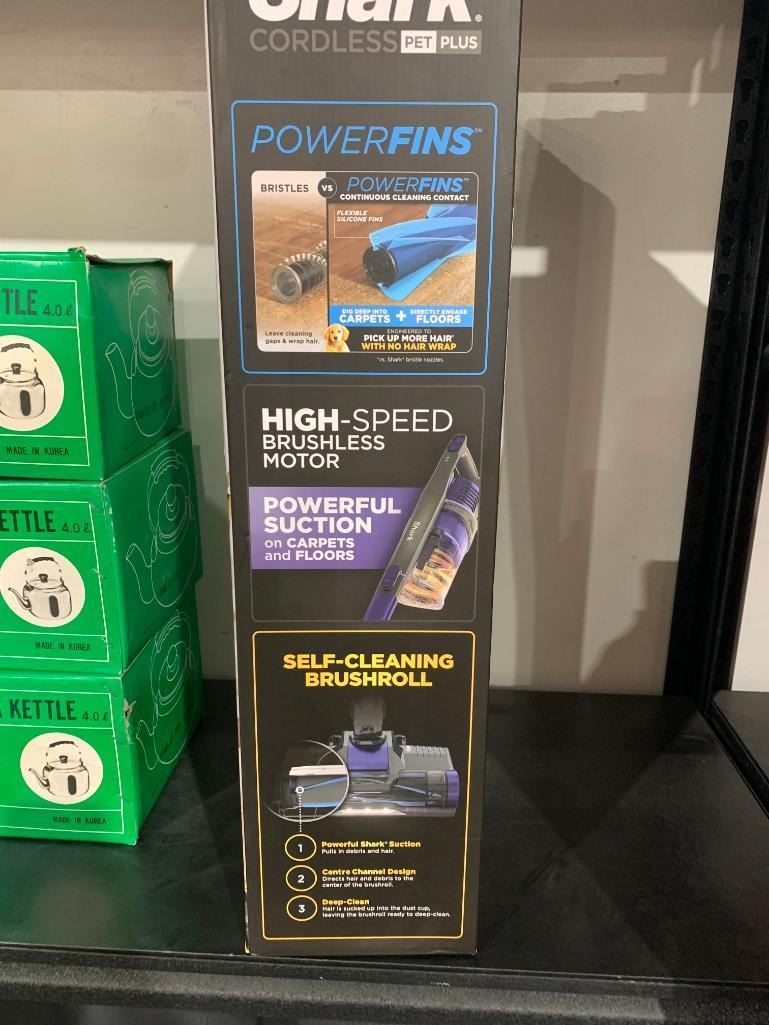 Shark.
CORDLESS PET PLUS
POWERFINS™
BRISTLES VS POWERFINS™
CONTINUOUS CLEANING CONTACT
FLEXIBLE
SILICONE FINS
DIG DEEP INTO
CARPETS + DIRECTLY ENGAGE
FLOORS
Leave cleaning
gaps & wrap hair.
ENGINEERED TO
PICK UP MORE HAIR*
WITH NO HAIR WRAP
*vs. Shark® bristle nozzles.
HIGH-SPEED
BRUSHLESS
MOTOR
POWERFUL
SUCTION
on CARPETS
and FLOORS
Shark
SELF-CLEANING
BRUSHROLL
1 Powerful Shark® Suction
Pulls in debris and hair.
2 Centre Channel Design
Directs hair and debris to the
center of the brushroll.
3 Deep-Clean
Hair is sucked up into the dust cup,
leaving the brushroll ready to deep-clean.
TLE 4.0ℓ
MADE IN KOREA
ETTLE 4.0ℓ
MADE IN KOREA
KETTLE 4.0ℓ
MADE IN KOREA